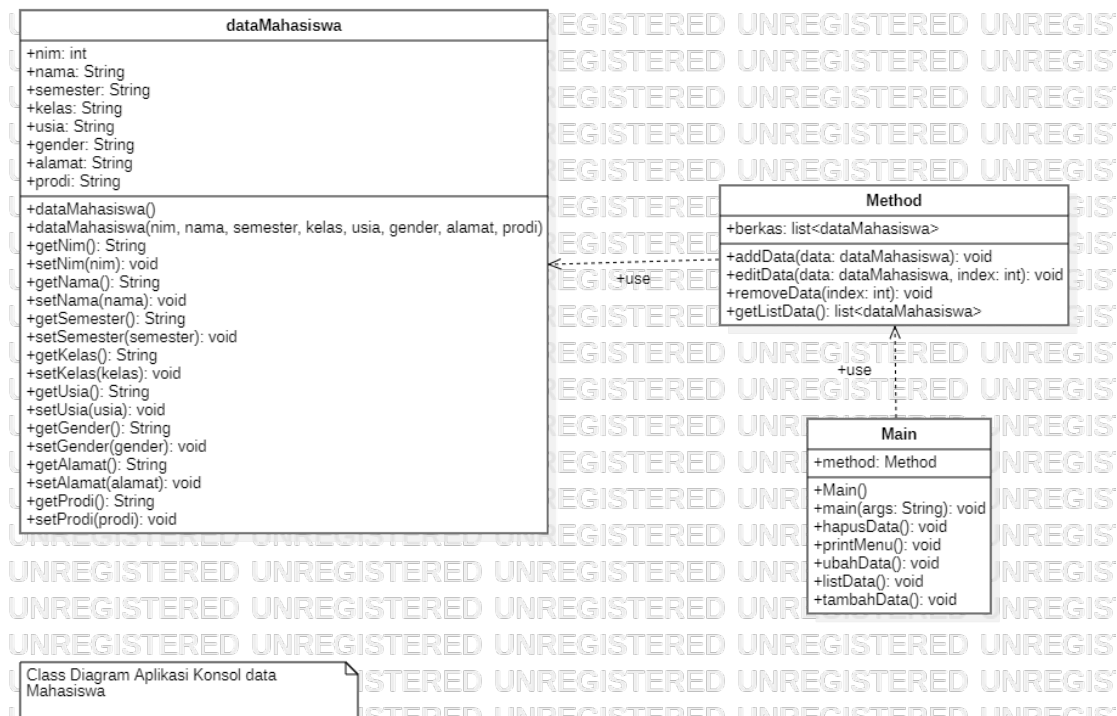 dataMahasiswa
+nim: int
+nama: String
+semester: String
+kelas: String
+usia: String
+gender: String
+alamat: String
+prodi: String
+dataMahasiswa()
+dataMahasiswa(nim, nama, semester, kelas, usia, gender, alamat, prodi)
+getNim(): String
+setNim(nim): void
+getNama(): String
+setNama(nama): void
+getSemester(): String
+setSemester(semester): void
+getKelas(): String
+setKelas(kelas): void
+getUsia(): String
+setUsia(usia): void
+getGender(): String
+setGender(gender): void
+getAlamat(): String
+setAlamat(alamat): void
+getProdi(): String
+setProdi(prodi): void
+use
Method
+berkas: list<dataMahasiswa>
+addData(data: dataMahasiswa): void
+editData(data: dataMahasiswa, index: int): void
+removeData(index: int): void
+getListData(): list<dataMahasiswa>
+use
Main
+method: Method
+Main()
+main(args: String): void
+hapusData(): void
+printMenu(): void
+ubahData(): void
+listData(): void
+tambahData(): void
Class Diagram Aplikasi Konsol data
Mahasiswa
UNREGISTERED UNREGISTERED UNREGISTERED UNREGISTERED UNREGIS